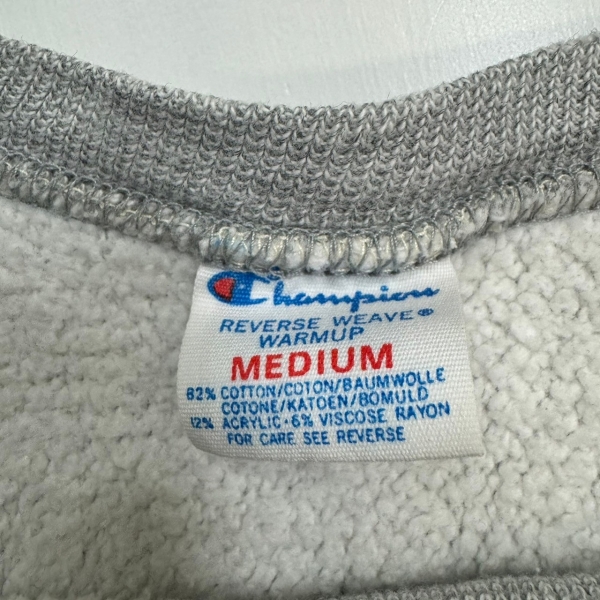 Champion
REVERSE WEAVE®
WARMUP
MEDIUM
82% COTTON/COTON/BAUMWOLLE
COTONE/KATOEN/BOMULD
12% ACRYLIC·6% VISCOSE RAYON
FOR CARE SEE REVERSE